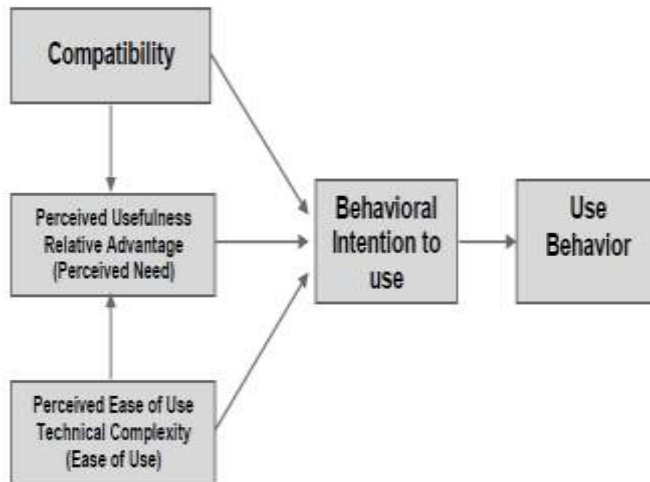 Compatibility
Perceived Usefulness
Relative Advantage
(Perceived Need)
Behavioral
Intention to
use
Use
Behavior
Perceived Ease of Use
Technical Complexity
(Ease of Use)